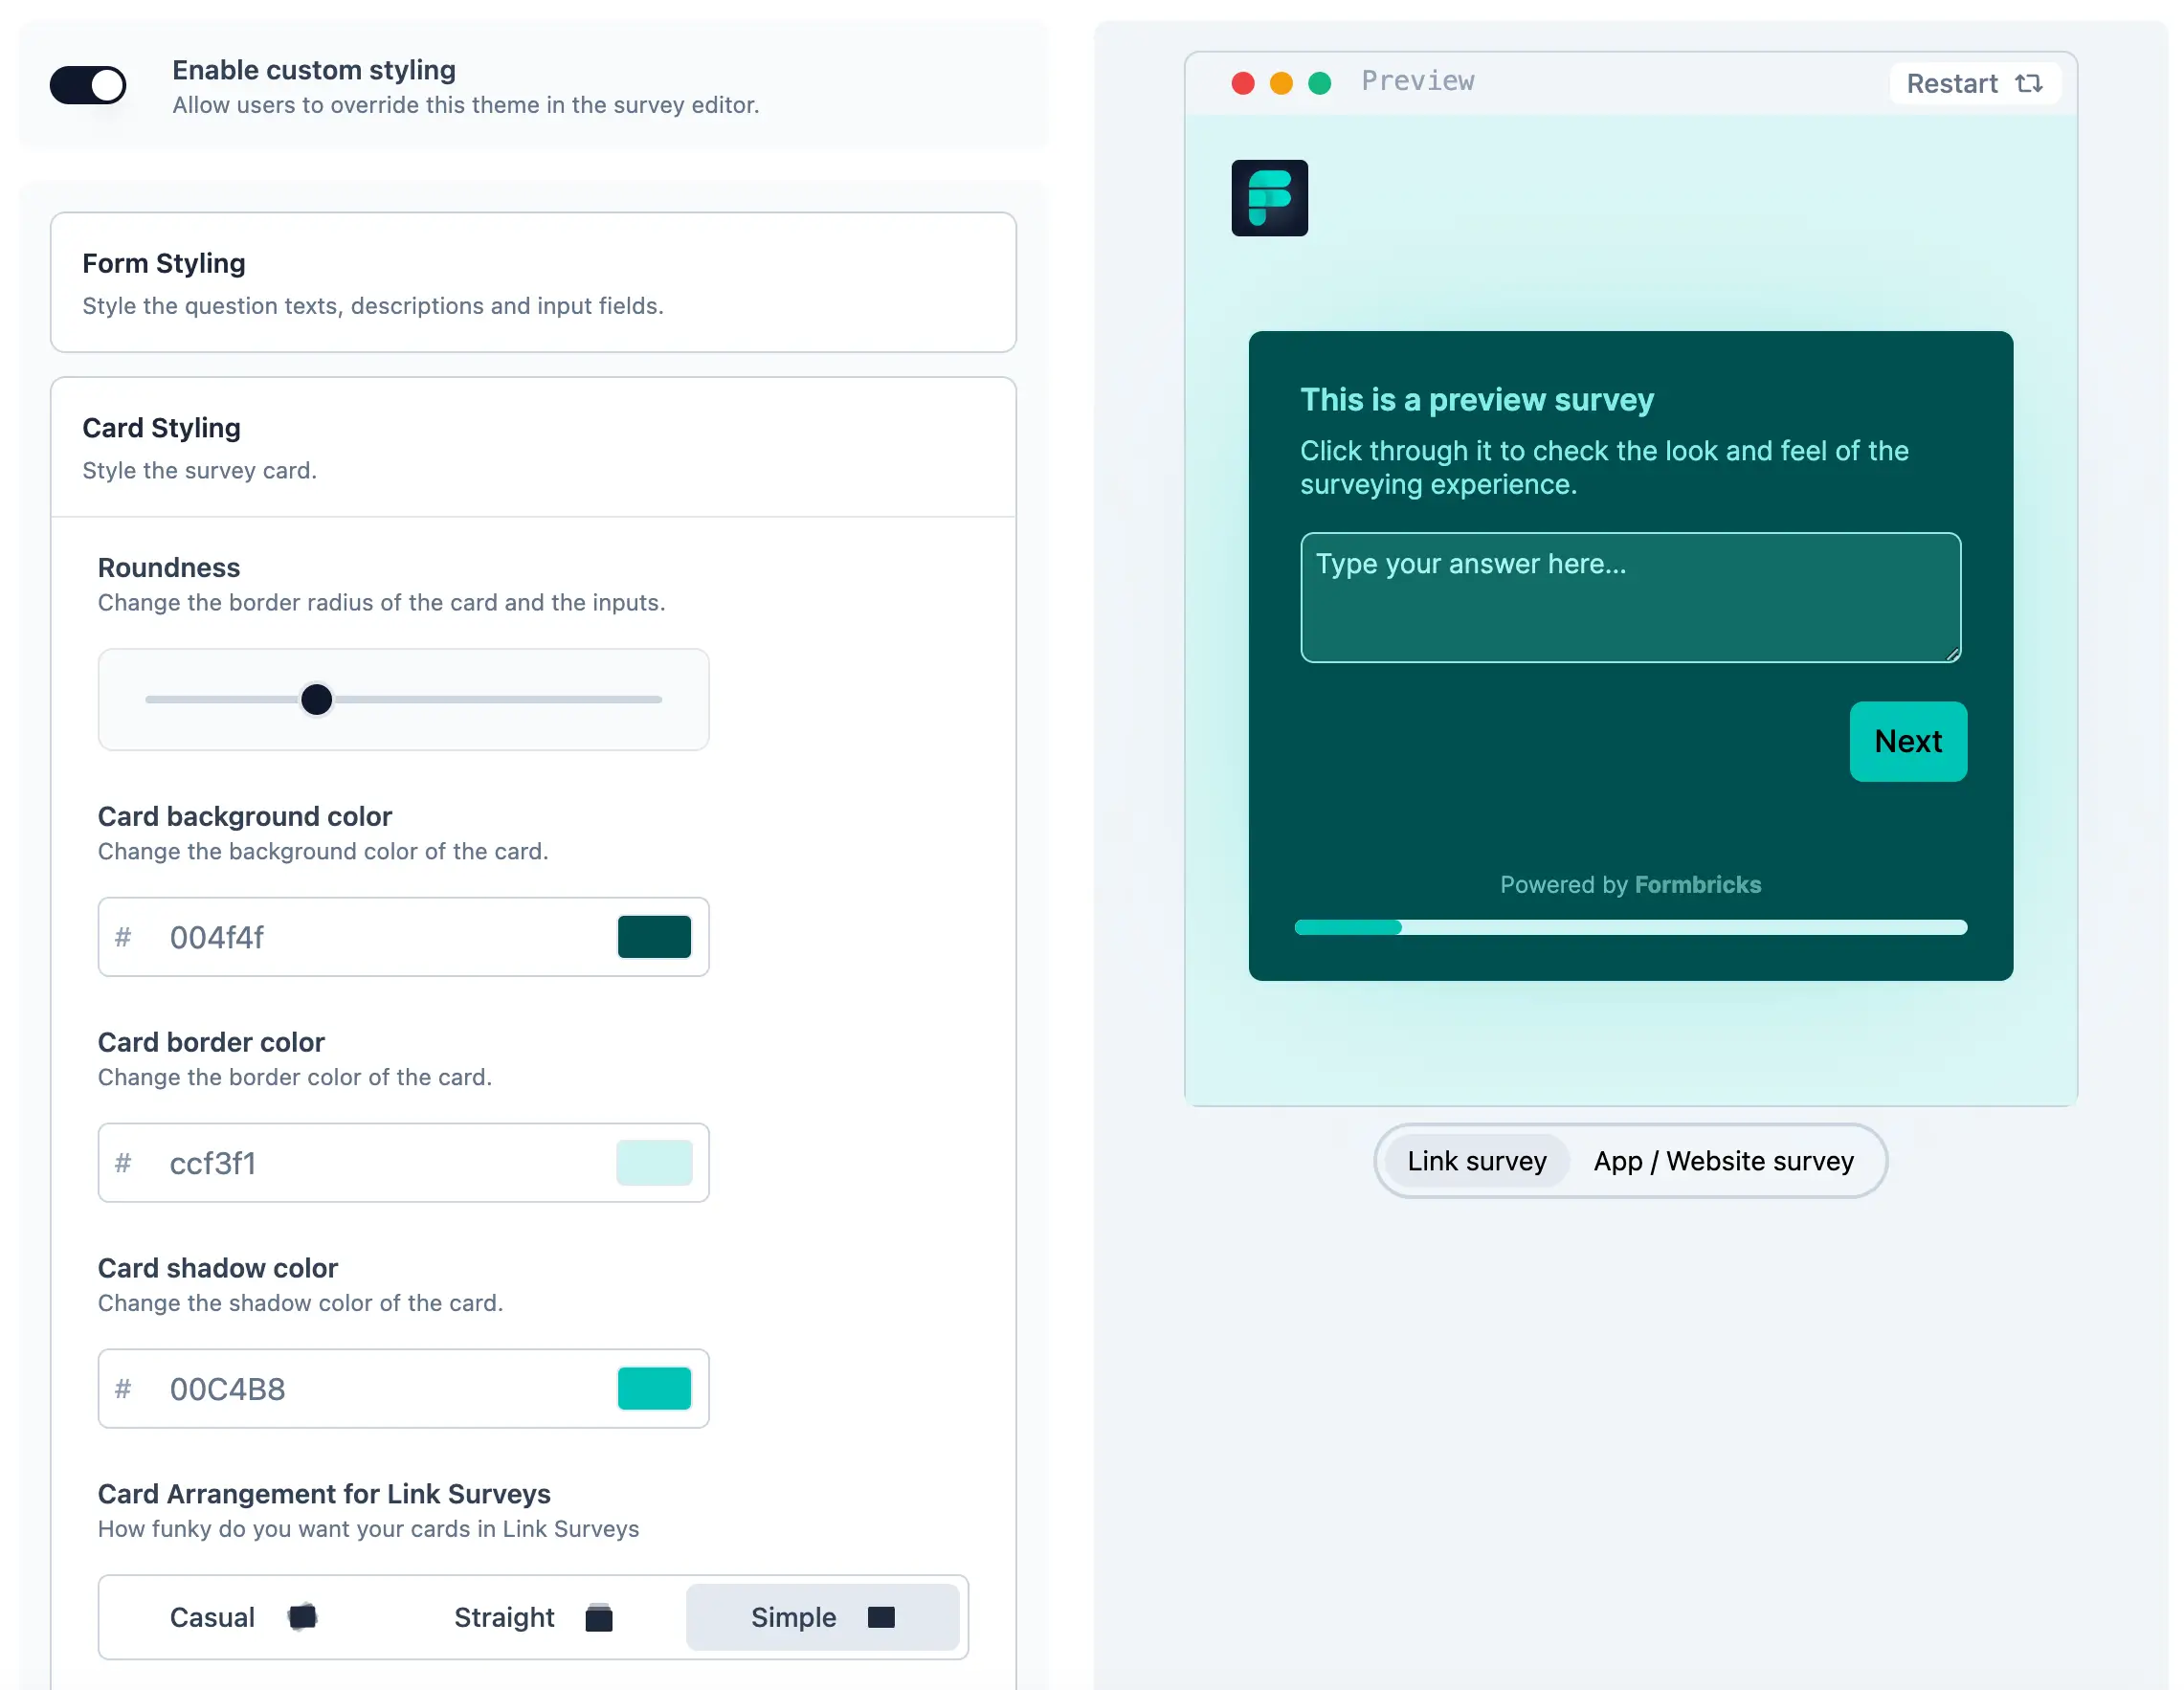 Enable custom styling
Allow users to override this theme in the survey editor.
Form Styling
Style the question texts, descriptions and input fields.
Card Styling
Style the survey card.
Roundness
Change the border radius of the card and the inputs.
Card background color
Change the background color of the card.
# 004f4f
Card border color
Change the border color of the card.
# ccf3f1
Card shadow color
Change the shadow color of the card.
# 00C4B8
Card Arrangement for Link Surveys
How funky do you want your cards in Link Surveys
Casual Straight Simple
Preview Restart
This is a preview survey
Click through it to check the look and feel of the
surveying experience.
Type your answer here...
Next
Powered by Formbricks
Link survey App / Website survey